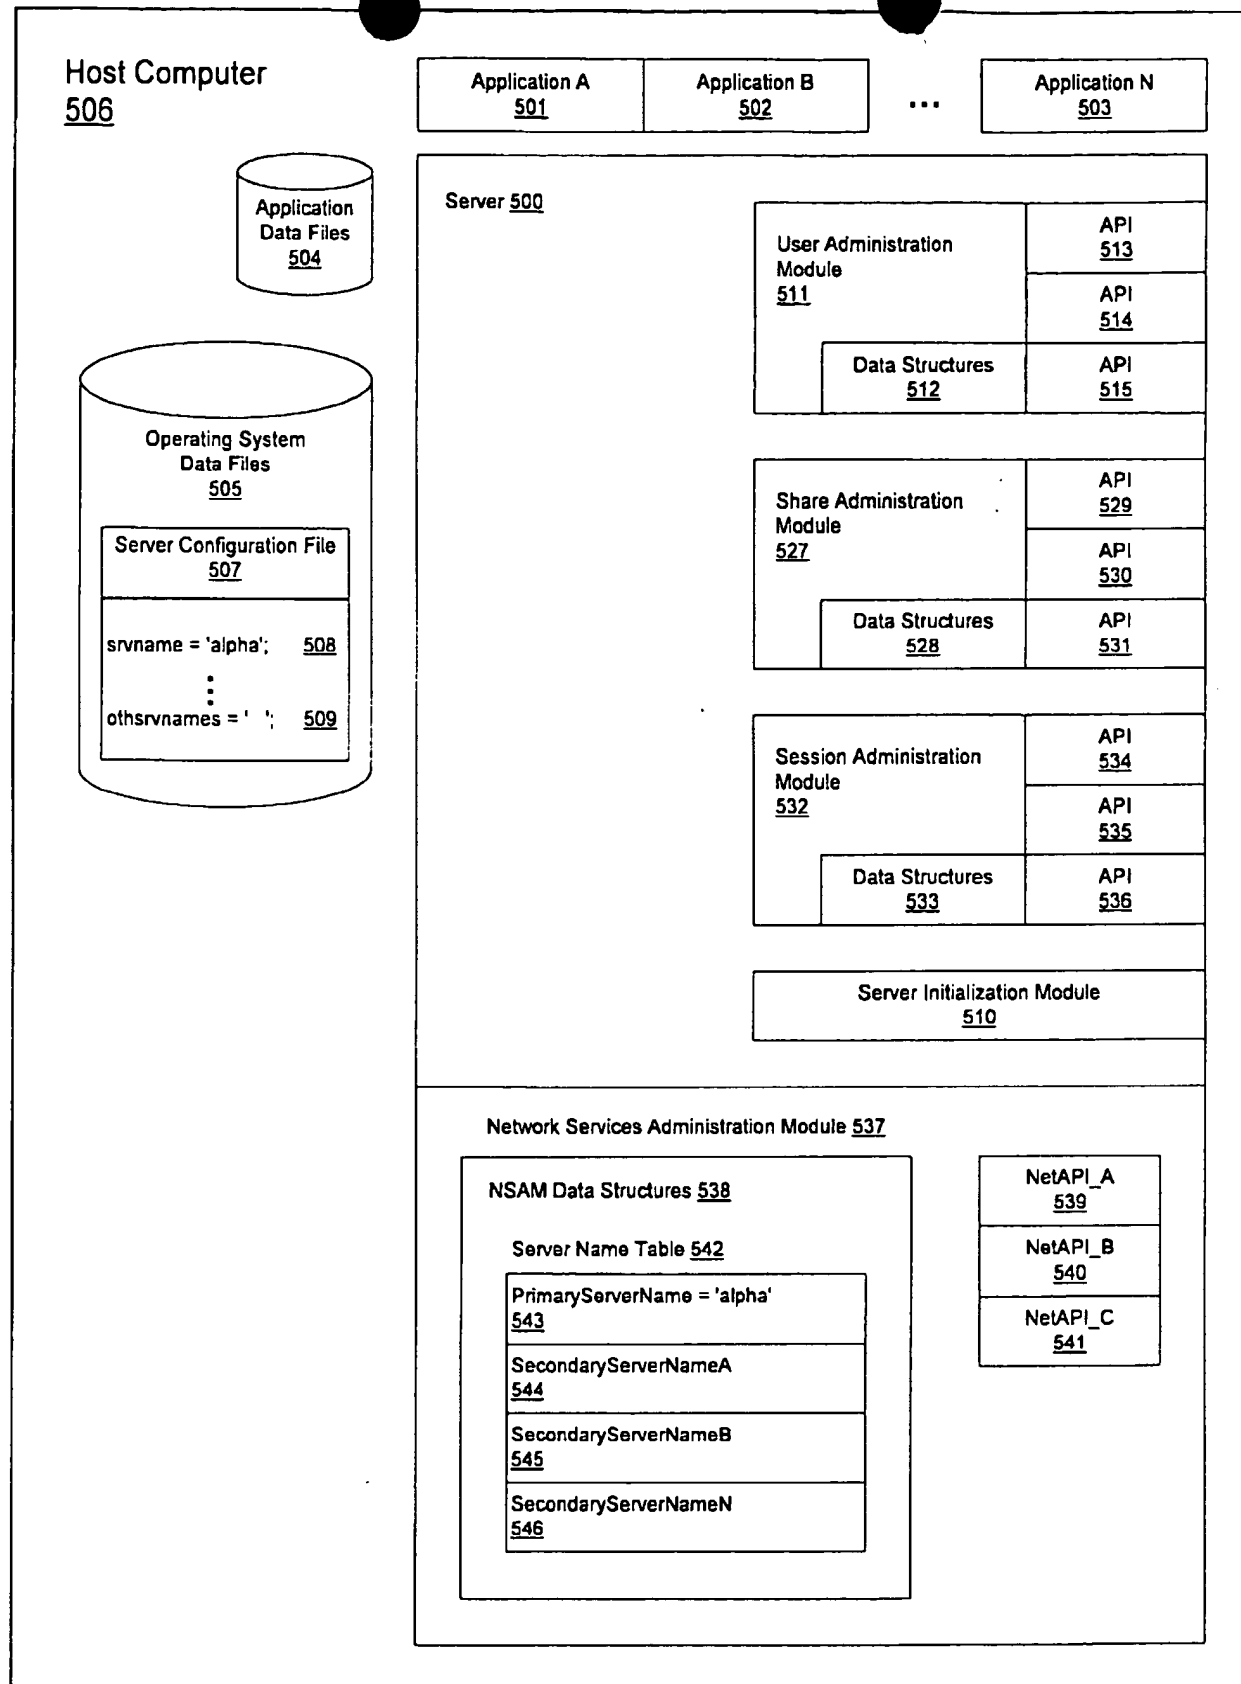 Host Computer
506
Application A
501
Application B
502
...
Application N
503
Application
Data Files
504
Operating System
Data Files
505
Server Configuration File
507
srvname = 'alpha'; 508
othsrvnames = ' '; 509
Server 500
User Administration
Module
511
Data Structures
512
API
513
API
514
API
515
Share Administration
Module
527
Data Structures
528
API
529
API
530
API
531
Session Administration
Module
532
Data Structures
533
API
534
API
535
API
536
Server Initialization Module
510
Network Services Administration Module 537
NSAM Data Structures 538
Server Name Table 542
PrimaryServerName = 'alpha'
543
SecondaryServerNameA
544
SecondaryServerNameB
545
SecondaryServerNameN
546
NetAPI_A
539
NetAPI_B
540
NetAPI_C
541